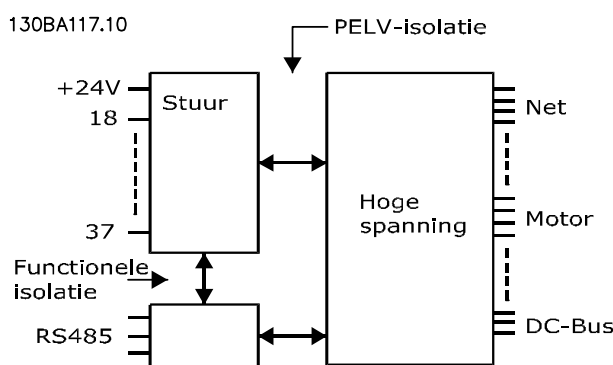 130BA117.10
PELV-isolatie
+24V
Stuur
18
Net
Hoge
spanning
Motor
37
Functionele
isolatie
RS485
DC-Bus